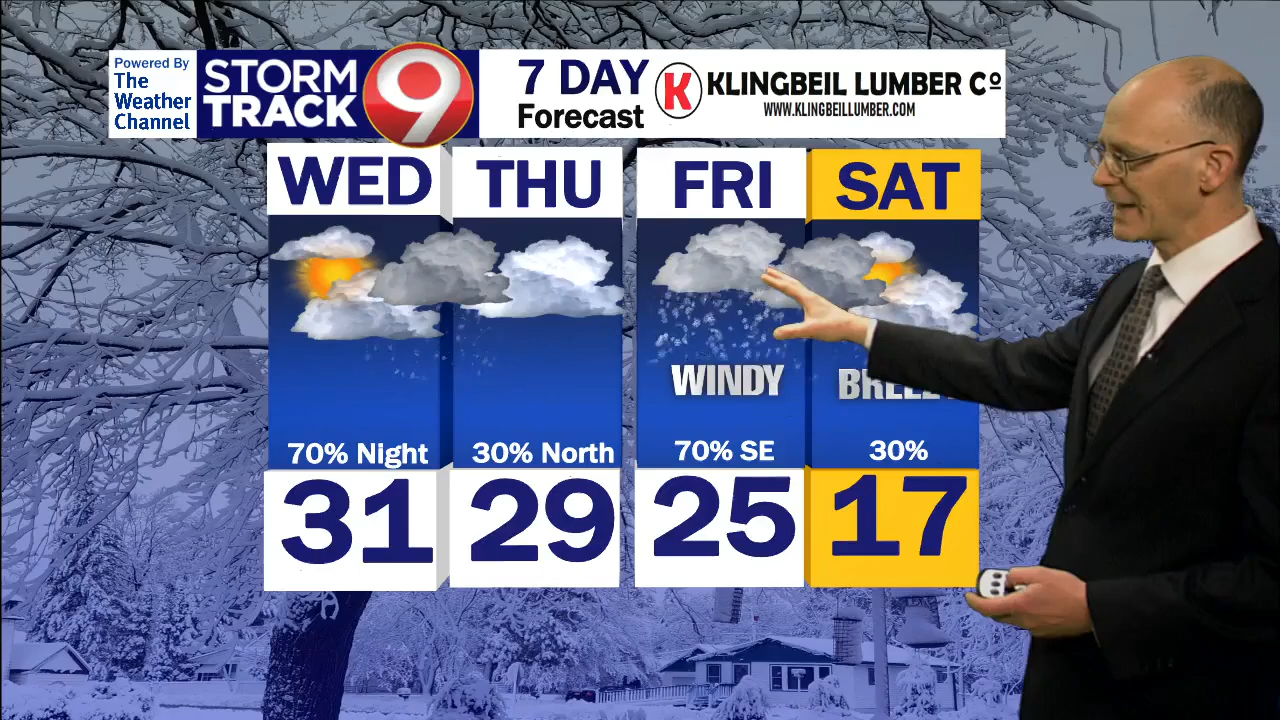 Powered By
The
Weather
Channel
STORM
TRACK
9
7 DAY
Forecast
K
KLINGBEIL LUMBER Cº
WWW.KLINGBEILLUMBER.COM
WED
THU
FRI
SAT
WINDY
70% Night
30% North
70% SE
30%
31
29
25
17